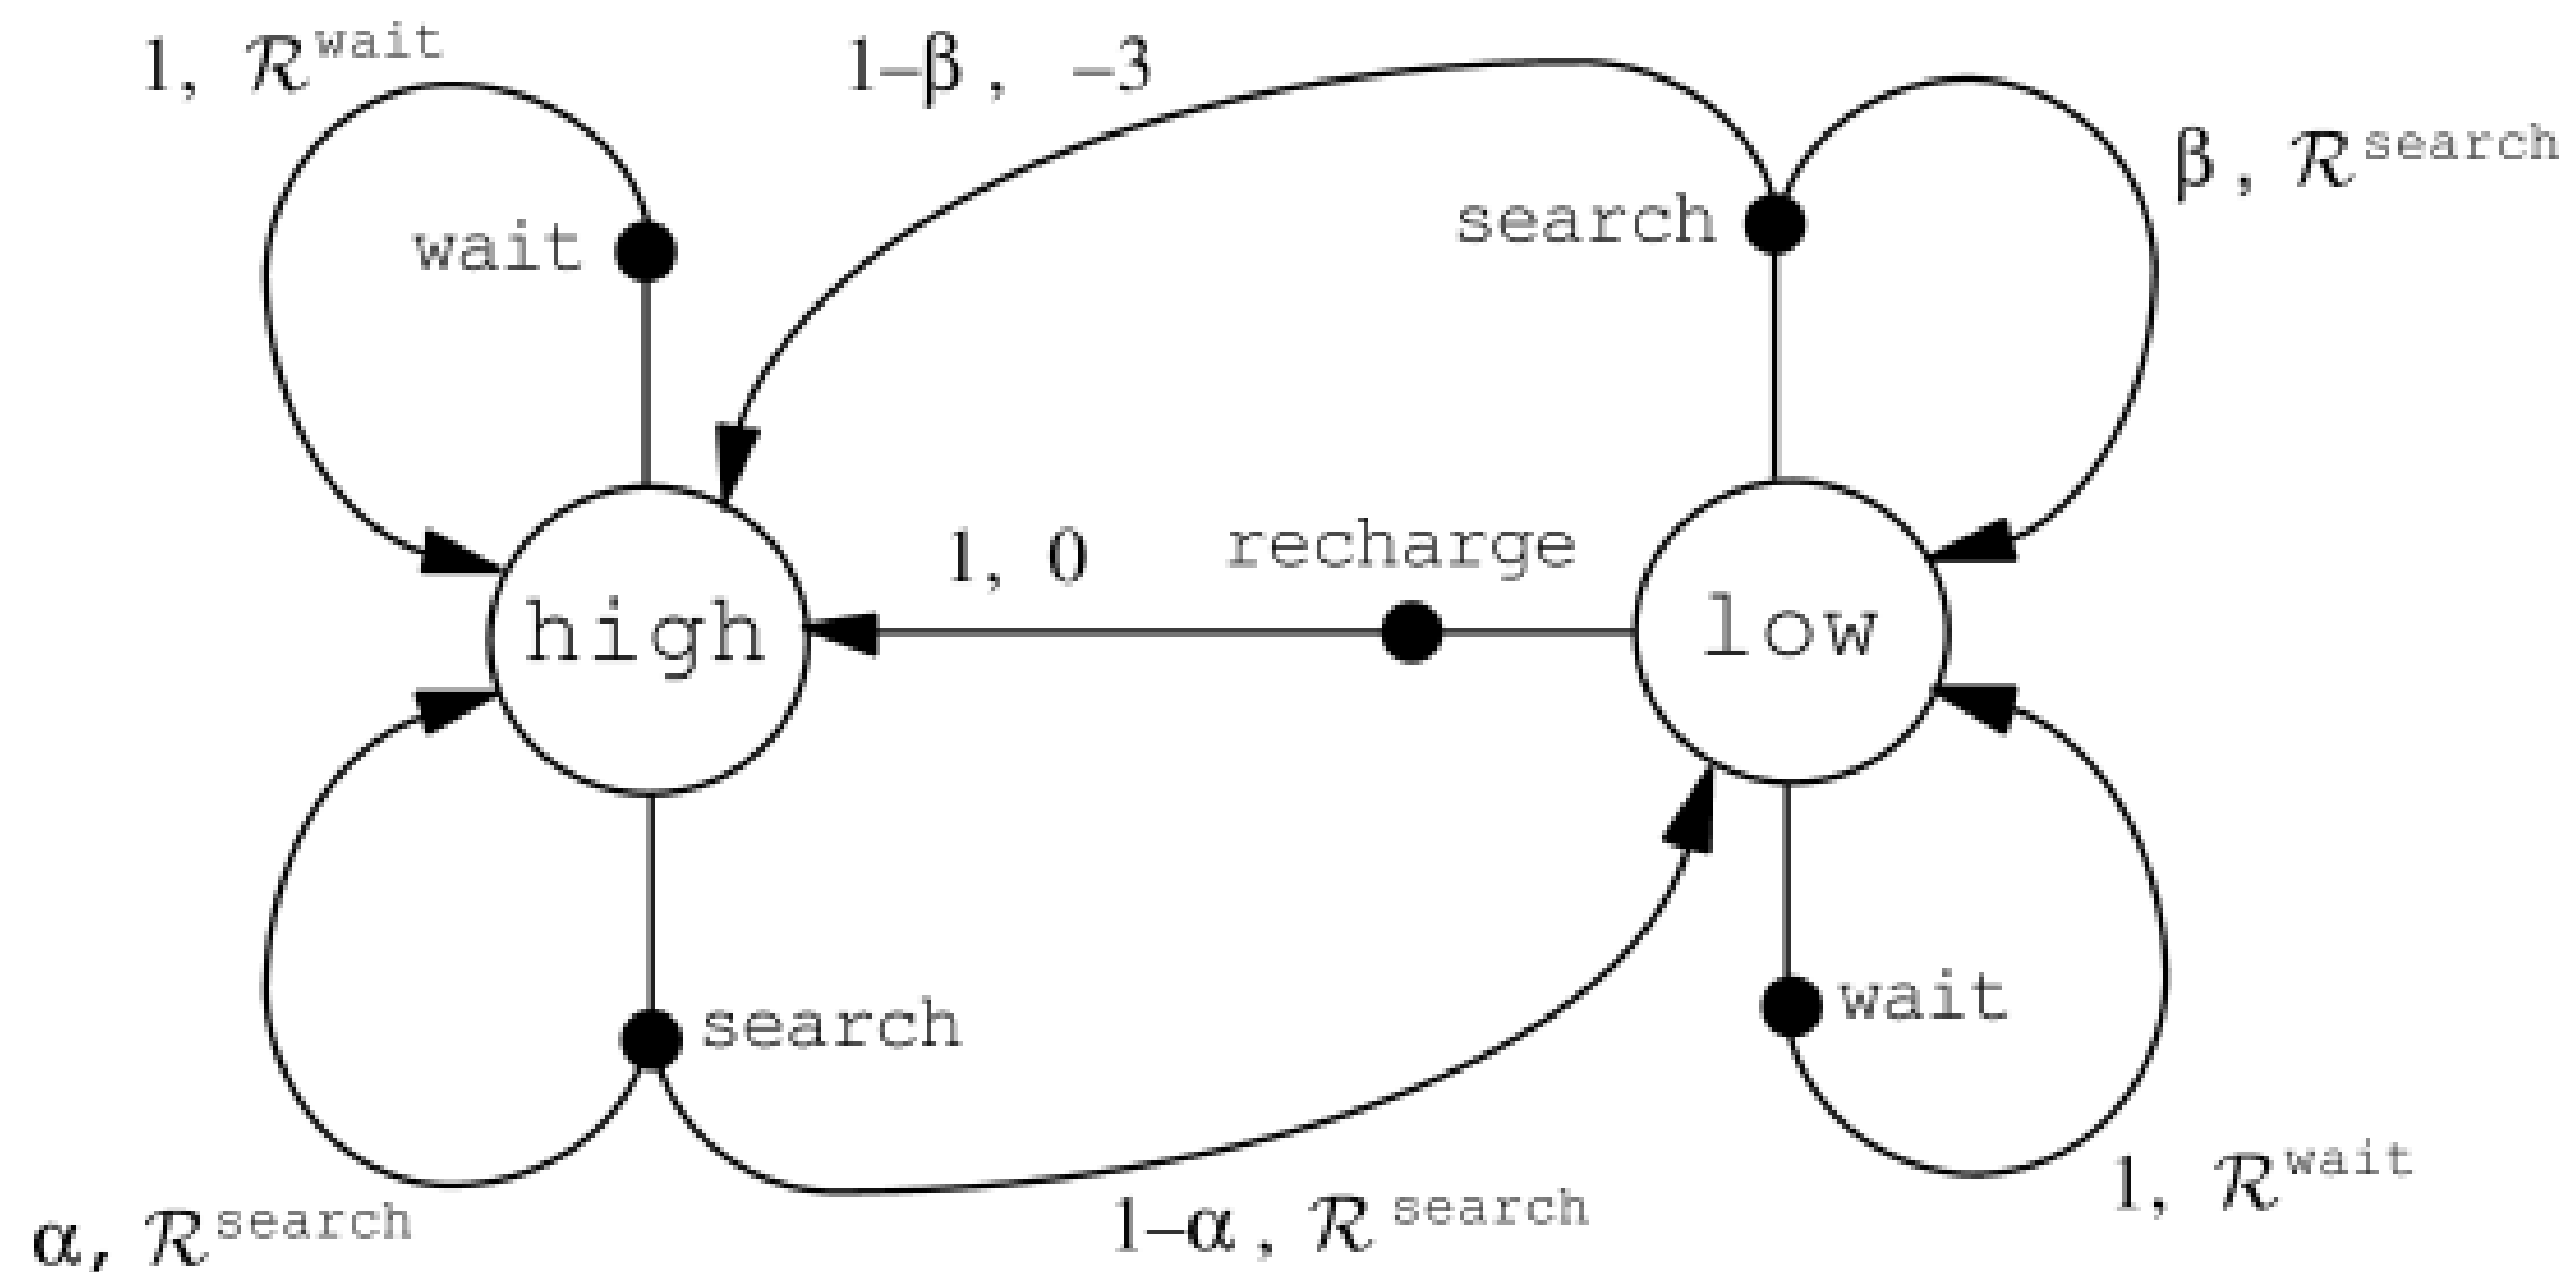 1, ℛ^wait
1–β, –3
β, ℛ^search
wait
search
1, 0
recharge
high
low
search
wait
α, ℛ^search
1–α, ℛ^search
1, ℛ^wait